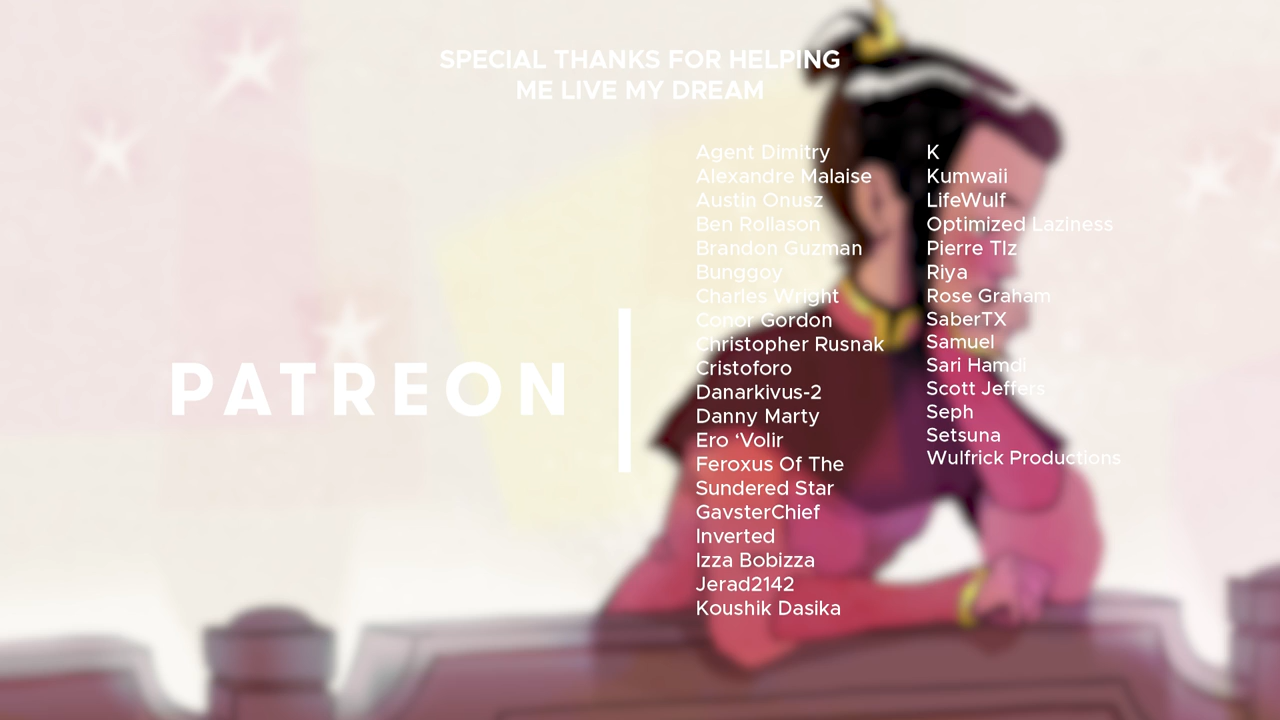 SPECIAL THANKS FOR HELPING
ME LIVE MY DREAM
PATREON
Agent Dimitry
Alexandre Malaise
Austin Onusz
Ben Rollason
Brandon Guzman
Bunggoy
Charles Wright
Conor Gordon
Christopher Rusnak
Cristoforo
Danarkivus-2
Danny Marty
Ero ‘Volir
Feroxus Of The
Sundered Star
GavsterChief
Inverted
Izza Bobizza
Jerad2142
Koushik Dasika
K
Kumwaii
LifeWulf
Optimized Laziness
Pierre Tlz
Riya
Rose Graham
SaberTX
Samuel
Sari Hamdi
Scott Jeffers
Seph
Setsuna
Wulfrick Productions